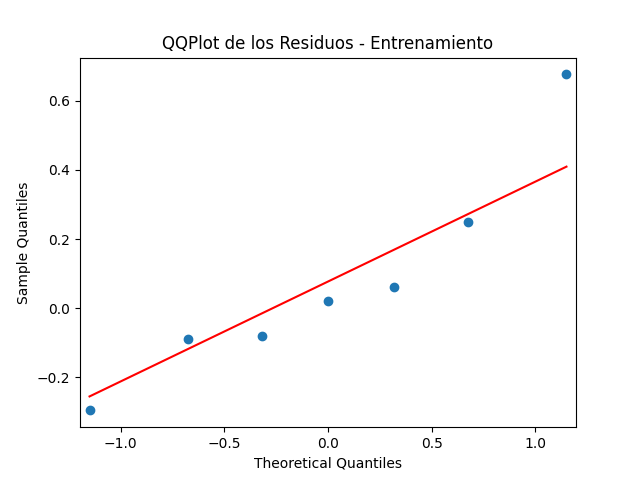 QQPlot de los Residuos - Entrenamiento
0.6
0.4
0.2
0.0
−0.2
Sample Quantiles
−1.0 −0.5 0.0 0.5 1.0
Theoretical Quantiles